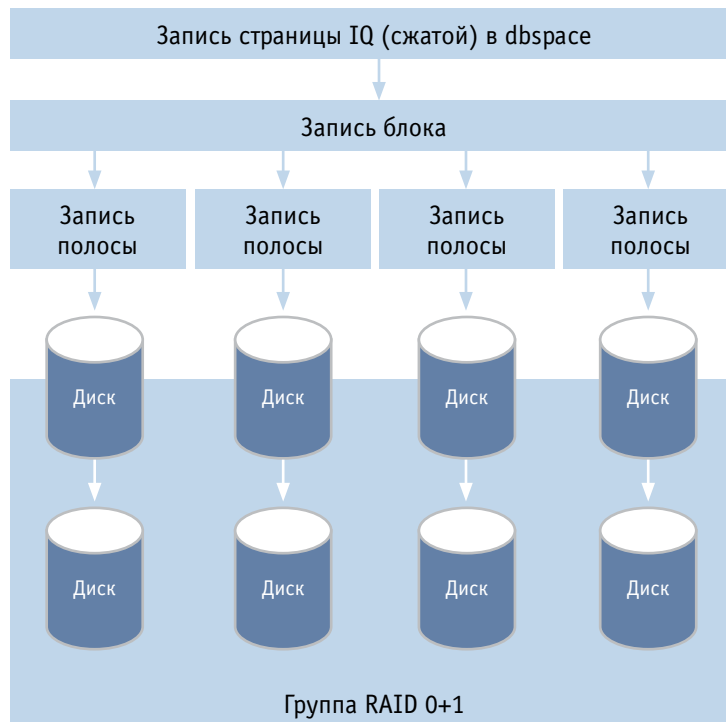 Запись страницы IQ (сжатой) в dbspace
Запись блока
Запись
полосы
Запись
полосы
Запись
полосы
Запись
полосы
Диск
Диск
Диск
Диск
Диск
Диск
Диск
Диск
Группа RAID 0+1